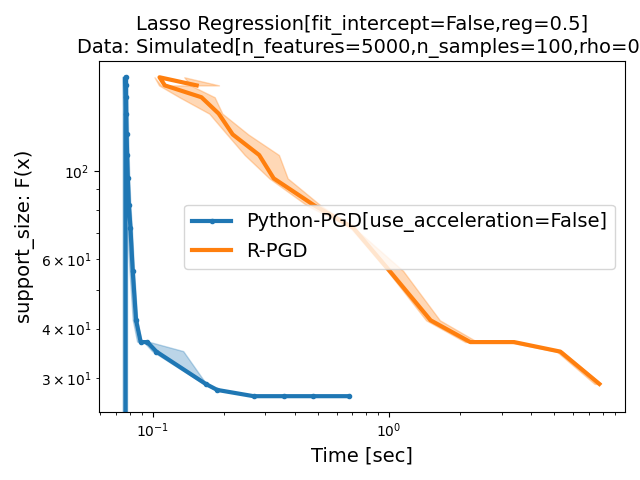 Lasso Regression[fit_intercept=False,reg=0.5]
Data: Simulated[n_features=5000,n_samples=100,rho=0
support_size: F(x)
10²
6 × 10¹
4 × 10¹
3 × 10¹
Python-PGD[use_acceleration=False]
R-PGD
10⁻¹
10⁰
Time [sec]